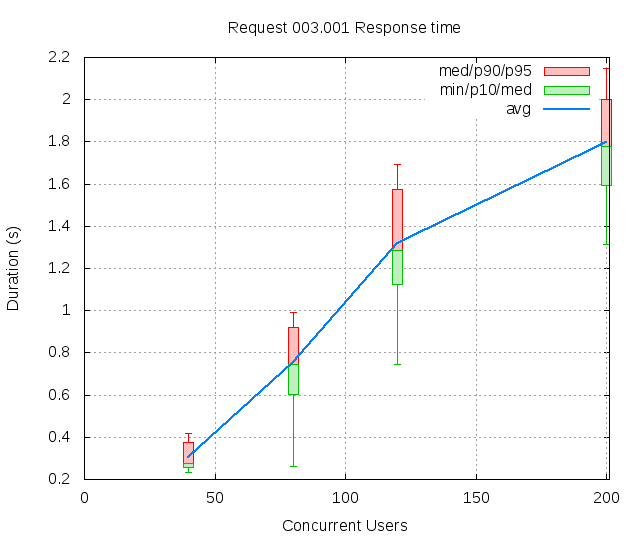 Request 003.001 Response time
med/p90/p95
min/p10/med
avg
2.2
2
1.8
1.6
1.4
1.2
1
0.8
0.6
0.4
0.2
Duration (s)
0 50 100 150 200
Concurrent Users